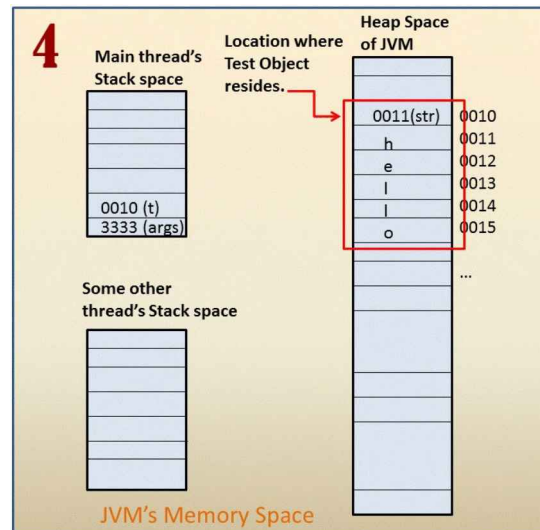 4
Main thread's
Stack space
0010 (t)
3333 (args)
Some other
thread's Stack space
Location where
Test Object
resides.
Heap Space
of JVM
0011(str) 0010
h 0011
e 0012
l 0013
l 0014
o 0015
...
JVM's Memory Space